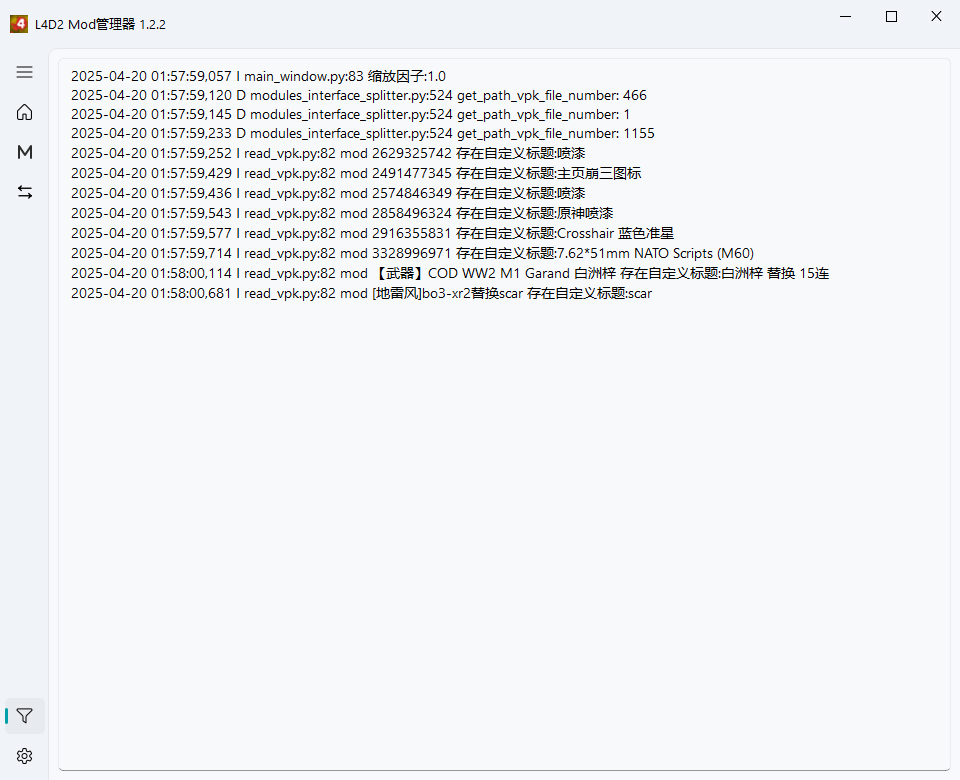 L4D2 Mod管理器 1.2.2
2025-04-20 01:57:59,057 I main_window.py:83 缩放因子:1.0
2025-04-20 01:57:59,120 D modules_interface_splitter.py:524 get_path_vpk_file_number: 466
2025-04-20 01:57:59,145 D modules_interface_splitter.py:524 get_path_vpk_file_number: 1
2025-04-20 01:57:59,233 D modules_interface_splitter.py:524 get_path_vpk_file_number: 1155
2025-04-20 01:57:59,252 I read_vpk.py:82 mod 2629325742 存在自定义标题:喷漆
2025-04-20 01:57:59,429 I read_vpk.py:82 mod 2491477345 存在自定义标题:主页崩三图标
2025-04-20 01:57:59,436 I read_vpk.py:82 mod 2574846349 存在自定义标题:喷漆
2025-04-20 01:57:59,543 I read_vpk.py:82 mod 2858496324 存在自定义标题:原神喷漆
2025-04-20 01:57:59,577 I read_vpk.py:82 mod 2916355831 存在自定义标题:Crosshair 蓝色准星
2025-04-20 01:57:59,714 I read_vpk.py:82 mod 3328996971 存在自定义标题:7.62*51mm NATO Scripts (M60)
2025-04-20 01:58:00,114 I read_vpk.py:82 mod 【武器】COD WW2 M1 Garand 白洲梓 存在自定义标题:白洲梓 替换 15连
2025-04-20 01:58:00,681 I read_vpk.py:82 mod [地雷风]bo3-xr2替换scar 存在自定义标题:scar